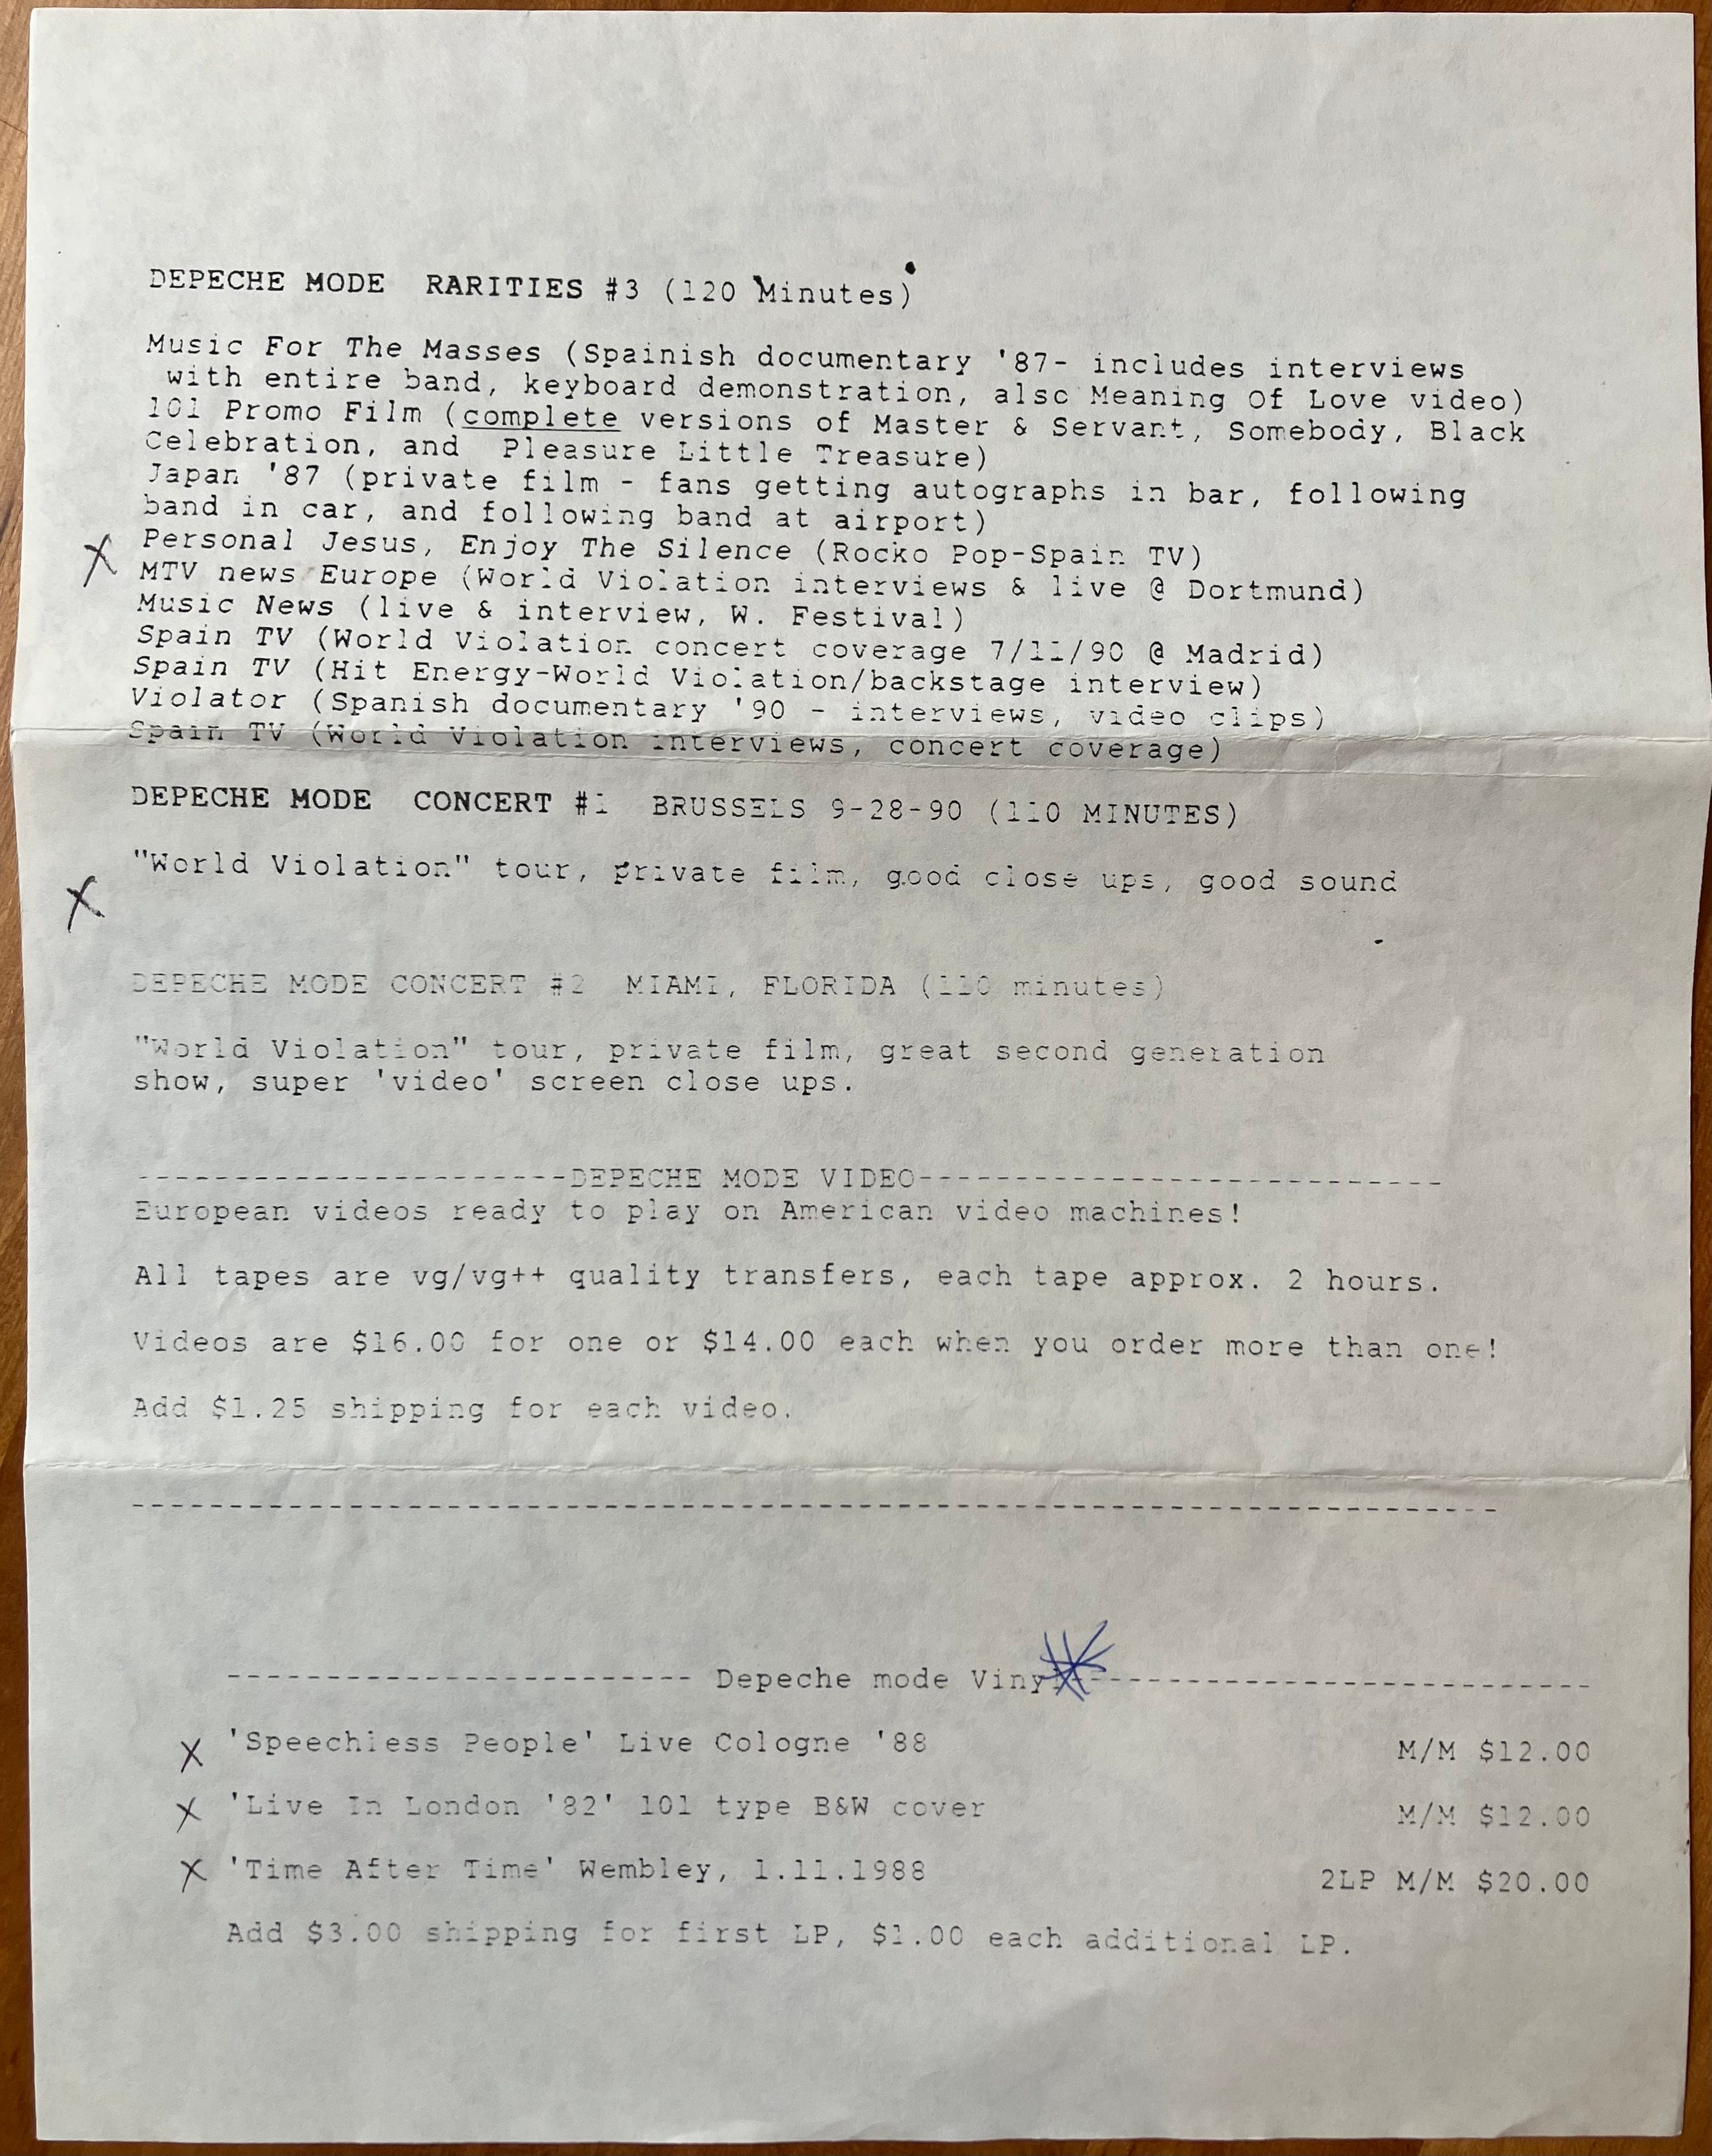 DEPECHE MODE  RARITIES #3 (120 Minutes)
Music For The Masses (Spainish documentary '87- includes interviews
with entire band, keyboard demonstration, also Meaning Of Love video)
101 Promo Film (complete versions of Master & Servant, Somebody, Black
Celebration, and  Pleasure Little Treasure)
Japan '87 (private film - fans getting autographs in bar, following
band in car, and following band at airport)
X Personal Jesus, Enjoy The Silence (Rocko Pop-Spain TV)
MTV news Europe (World Violation interviews & live @ Dortmund)
Music News (live & interview, W. Festival)
Spain TV (World Violation concert coverage 7/11/90 @ Madrid)
Spain TV (Hit Energy-World Violation/backstage interview)
Violator (Spanish documentary '90 - interviews, video clips)
Spain TV (World Violation interviews, concert coverage)
DEPECHE MODE  CONCERT #1  BRUSSELS 9-28-90 (110 MINUTES)
X "World Violation" tour, private film, good close ups, good sound
DEPECHE MODE CONCERT #2  MIAMI, FLORIDA (110 minutes)
"World Violation" tour, private film, great second generation
show, super 'video' screen close ups.
----------------------DEPECHE MODE VIDEO---------------------------
European videos ready to play on American video machines!
All tapes are vg/vg++ quality transfers, each tape approx. 2 hours.
Videos are $16.00 for one or $14.00 each when you order more than one!
Add $1.25 shipping for each video.
----------------------------------------------------------------------
------------------------ Depeche mode Vinyl-------------------------
X 'Speechless People' Live Cologne '88 M/M $12.00
X 'Live In London '82' 101 type B&W cover M/M $12.00
X 'Time After Time' Wembley, 1.11.1988 2LP M/M $20.00
Add $3.00 shipping for first LP, $1.00 each additional LP.